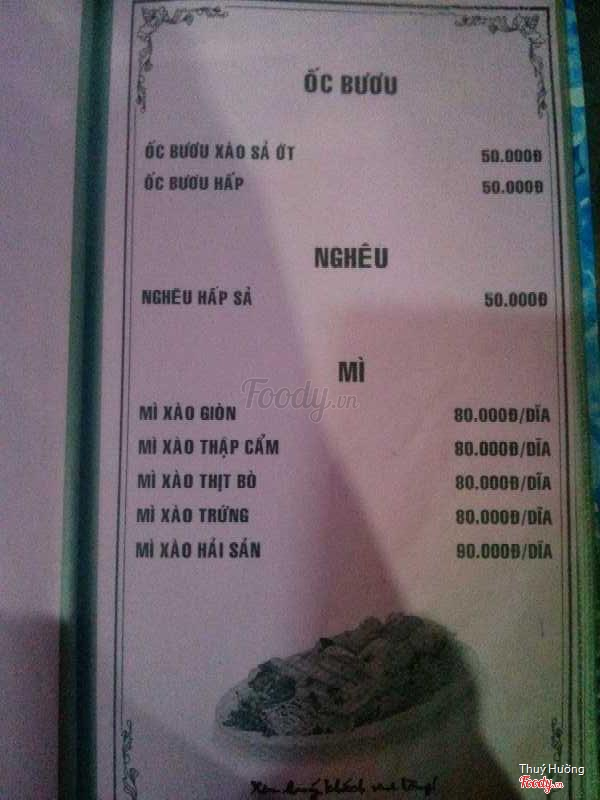 ỐC BƯƠU
ỐC BƯƠU XÀO SẢ ỚT 50.000Đ
ỐC BƯƠU HẤP 50.000Đ
NGHÊU
NGHÊU HẤP SẢ 50.000Đ
MÌ
Foody.vn
MÌ XÀO GIÒN 80.000Đ/DĨA
MÌ XÀO THẬP CẨM 80.000Đ/DĨA
MÌ XÀO THỊT BÒ 80.000Đ/DĨA
MÌ XÀO TRỨNG 80.000Đ/DĨA
MÌ XÀO HẢI SẢN 90.000Đ/DĨA
khách
Thuý Hường
Foody.vn